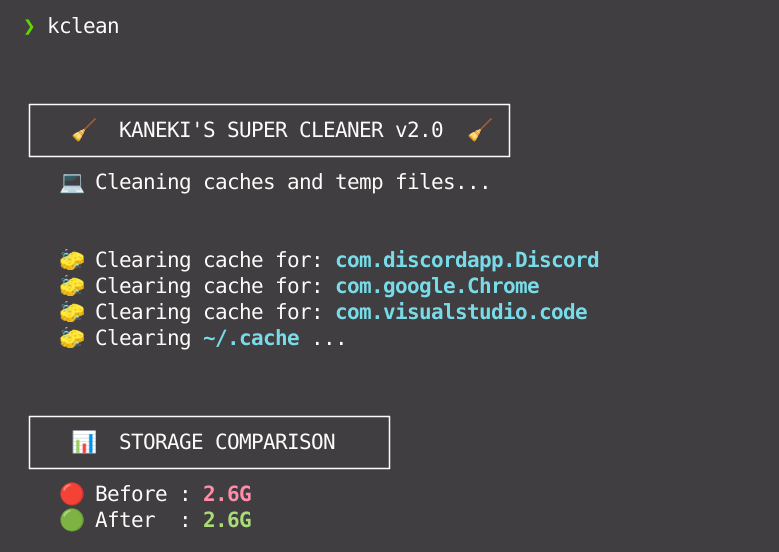 ❯ kclean
🧹 KANEKI'S SUPER CLEANER v2.0 🧹
💻 Cleaning caches and temp files...
🧽 Clearing cache for: com.discordapp.Discord
🧽 Clearing cache for: com.google.Chrome
🧽 Clearing cache for: com.visualstudio.code
🧽 Clearing ~/.cache ...
📊 STORAGE COMPARISON
🔴 Before : 2.6G
🟢 After  : 2.6G